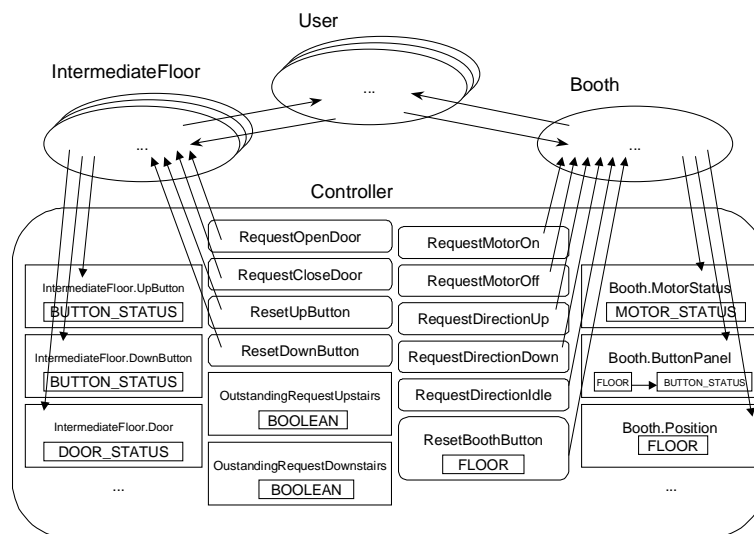 User
IntermediateFloor
Booth
...
...
...
Controller
RequestOpenDoor
RequestCloseDoor
ResetUpButton
ResetDownButton
OutstandingRequestUpstairs
BOOLEAN
OustandingRequestDownstairs
BOOLEAN
RequestMotorOn
RequestMotorOff
RequestDirectionUp
RequestDirectionDown
RequestDirectionIdle
ResetBoothButton
FLOOR
IntermediateFloor.UpButton
BUTTON_STATUS
IntermediateFloor.DownButton
BUTTON_STATUS
IntermediateFloor.Door
DOOR_STATUS
...
Booth.MotorStatus
MOTOR_STATUS
Booth.ButtonPanel
FLOOR
BUTTON_STATUS
Booth.Position
FLOOR
...